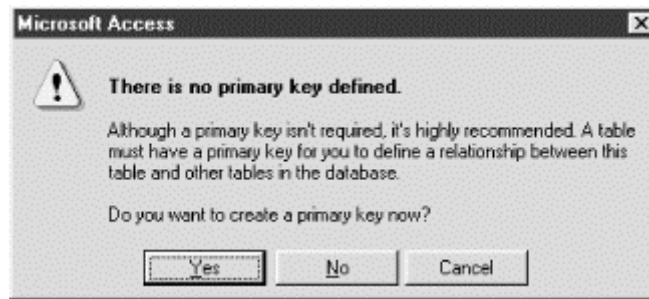 Microsoft Access
There is no primary key defined.
Although a primary key isn't required, it's highly recommended. A table
must have a primary key for you to define a relationship between this
table and other tables in the database.
Do you want to create a primary key now?
Yes No Cancel